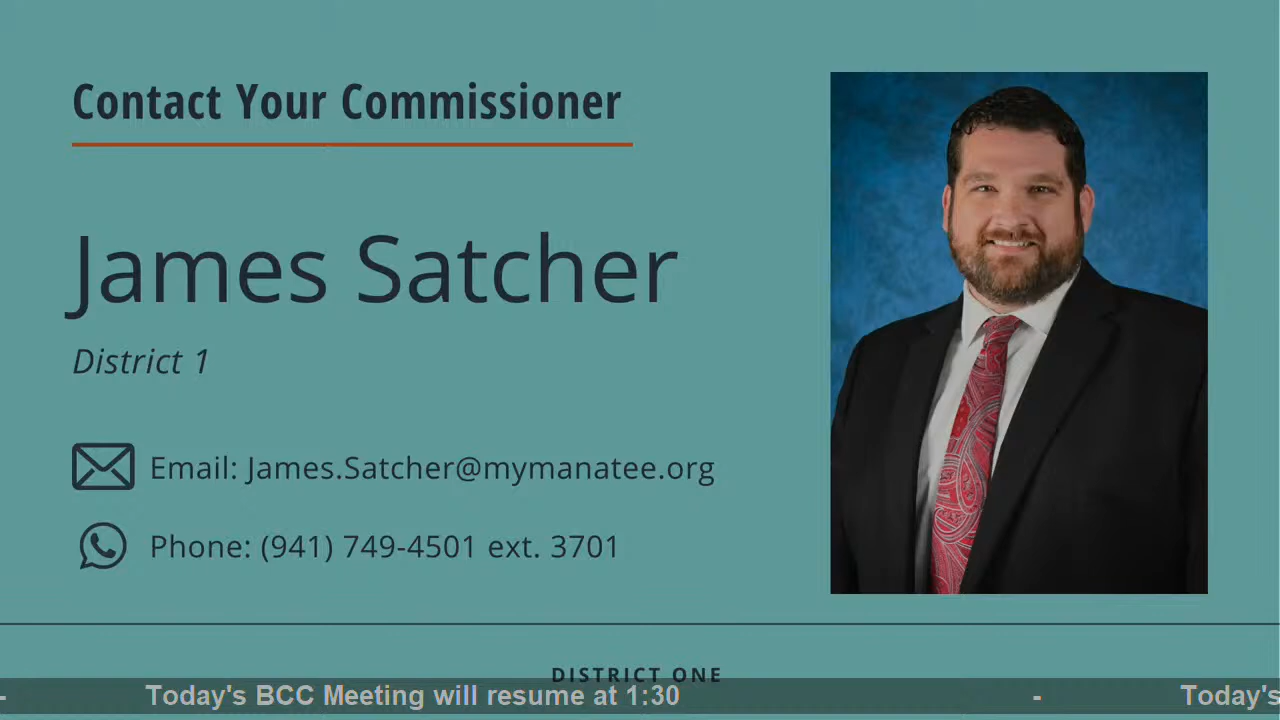 Contact Your Commissioner
James Satcher
District 1
Email: James.Satcher@mymanatee.org
Phone: (941) 749-4501 ext. 3701
DISTRICT ONE
- Today's BCC Meeting will resume at 1:30 - Today's